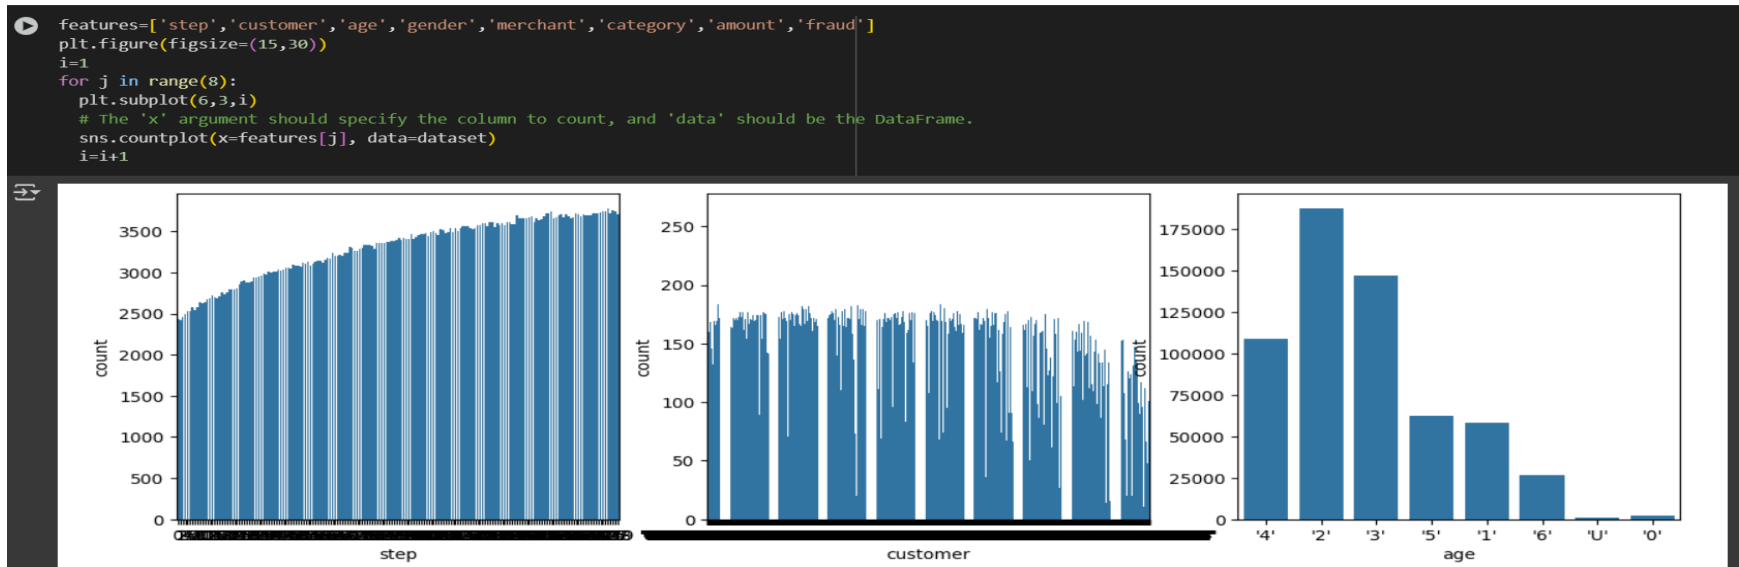 features=['step','customer','age','gender','merchant','category','amount','fraud']
plt.figure(figsize=(15,30))
i=1
for j in range(8):
  plt.subplot(6,3,i)
  # The 'x' argument should specify the column to count, and 'data' should be the DataFrame.
  sns.countplot(x=features[j], data=dataset)
  i=i+1
3500
3000
2500
2000
1500
1000
500
0
count
step
250
200
150
100
50
0
count
customer
175000
150000
125000
100000
75000
50000
25000
0
count
'4' '2' '3' '5' '1' '6' 'U' '0'
age